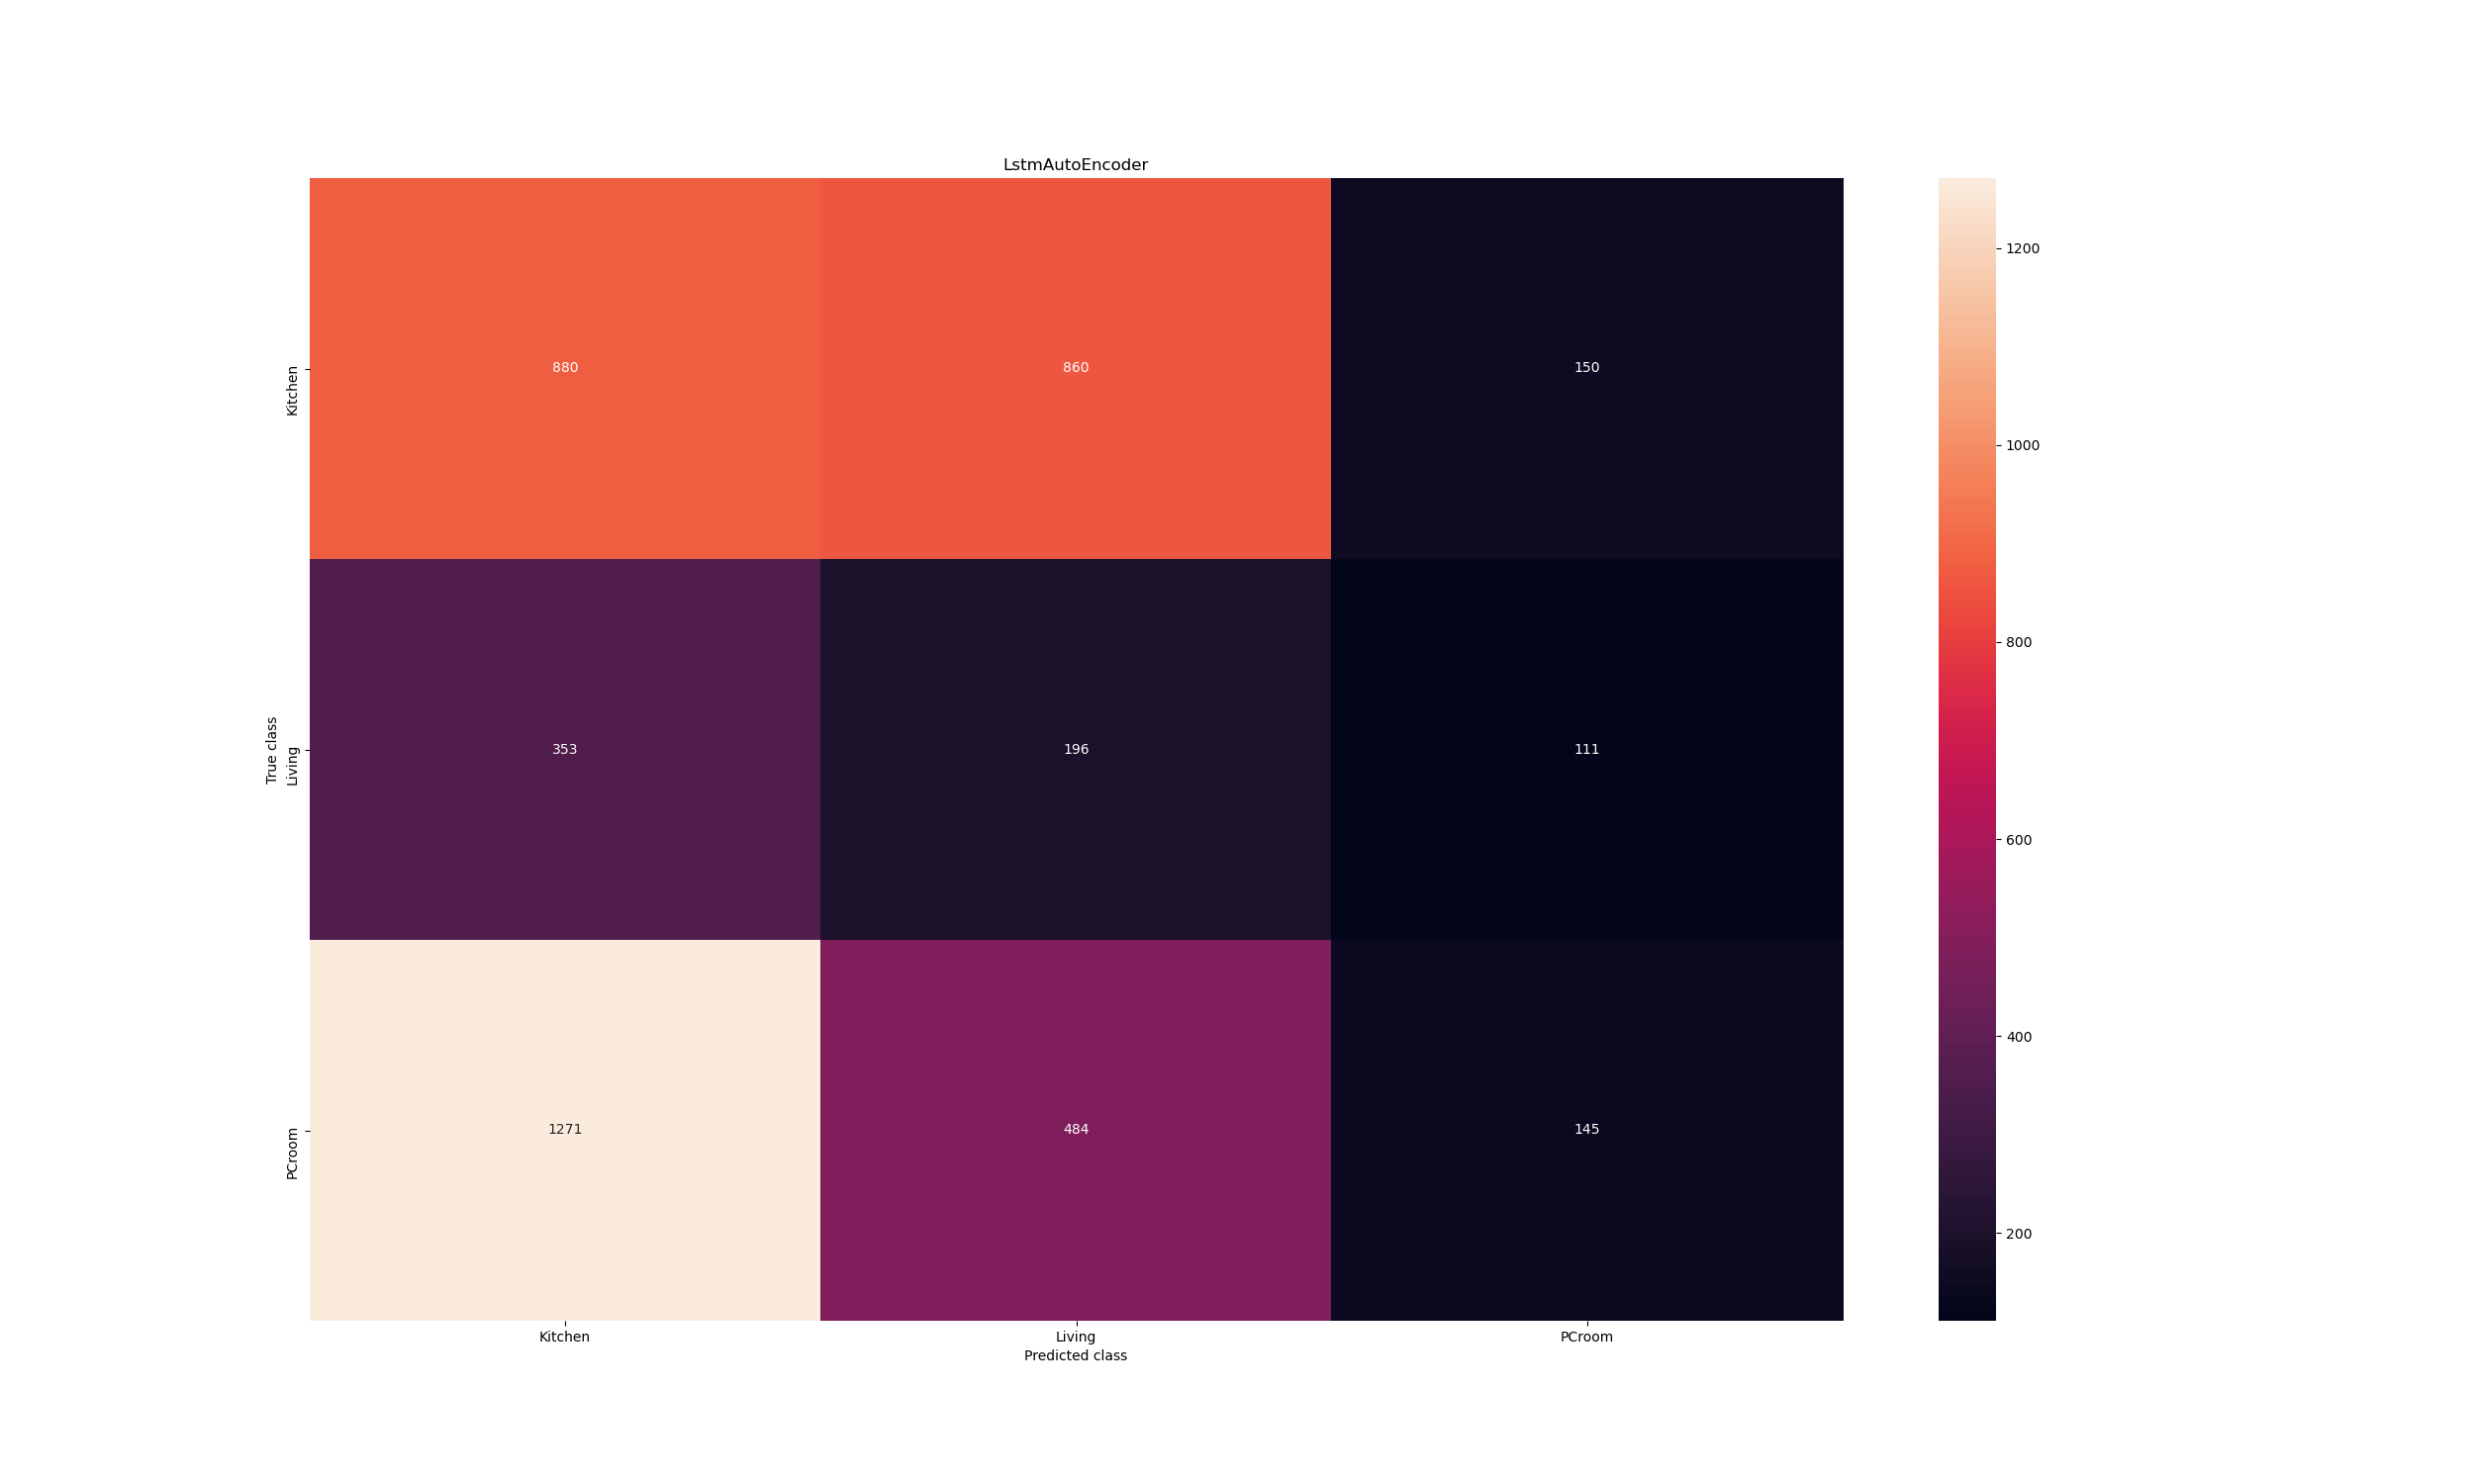 LstmAutoEncoder
Kitchen
880
860
150
1200
1000
800
True class
Living
353
196
111
600
400
PCroom
1271
484
145
200
Kitchen
Living
PCroom
Predicted class